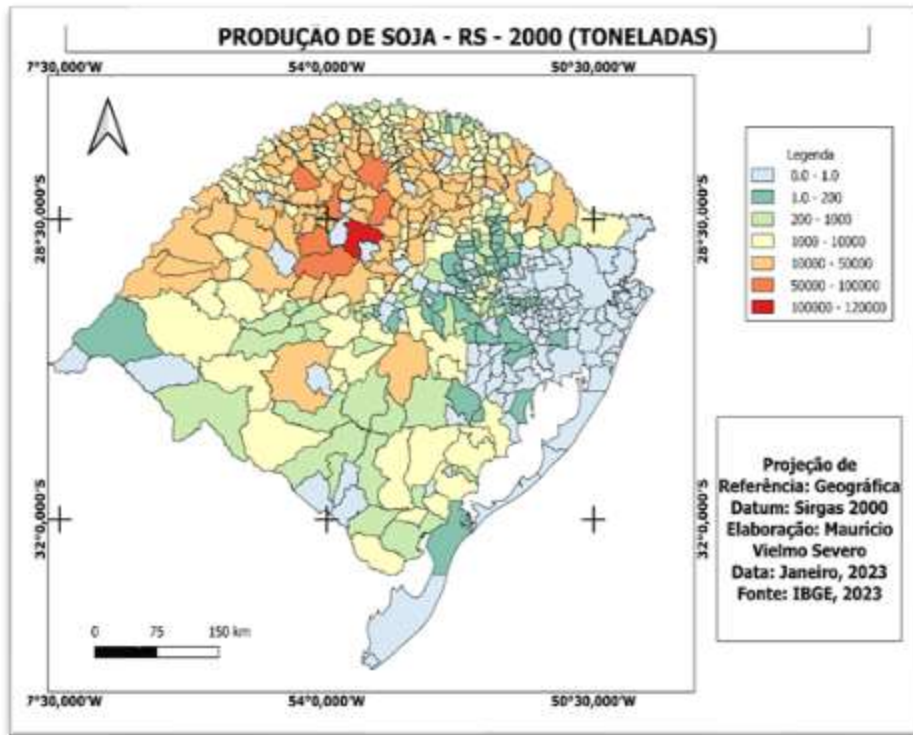 PRODUÇÃO DE SOJA - RS - 2000 (TONELADAS)
7°30,000'W
54°0,000'W
50°30,000'W
28°30,000'S
28°30,000'S
32°0,000'S
32°0,000'S
Legenda
0.0 - 1.0
1.0 - 200
200 - 1000
1000 - 10000
10000 - 50000
50000 - 100000
100000 - 120000
Projeção de
Referência: Geográfica
Datum: Sirgas 2000
Elaboração: Mauricio
Vielmo Severo
Data: Janeiro, 2023
Fonte: IBGE, 2023
0 75 150 km
7°30,000'W
54°0,000'W
50°30,000'W